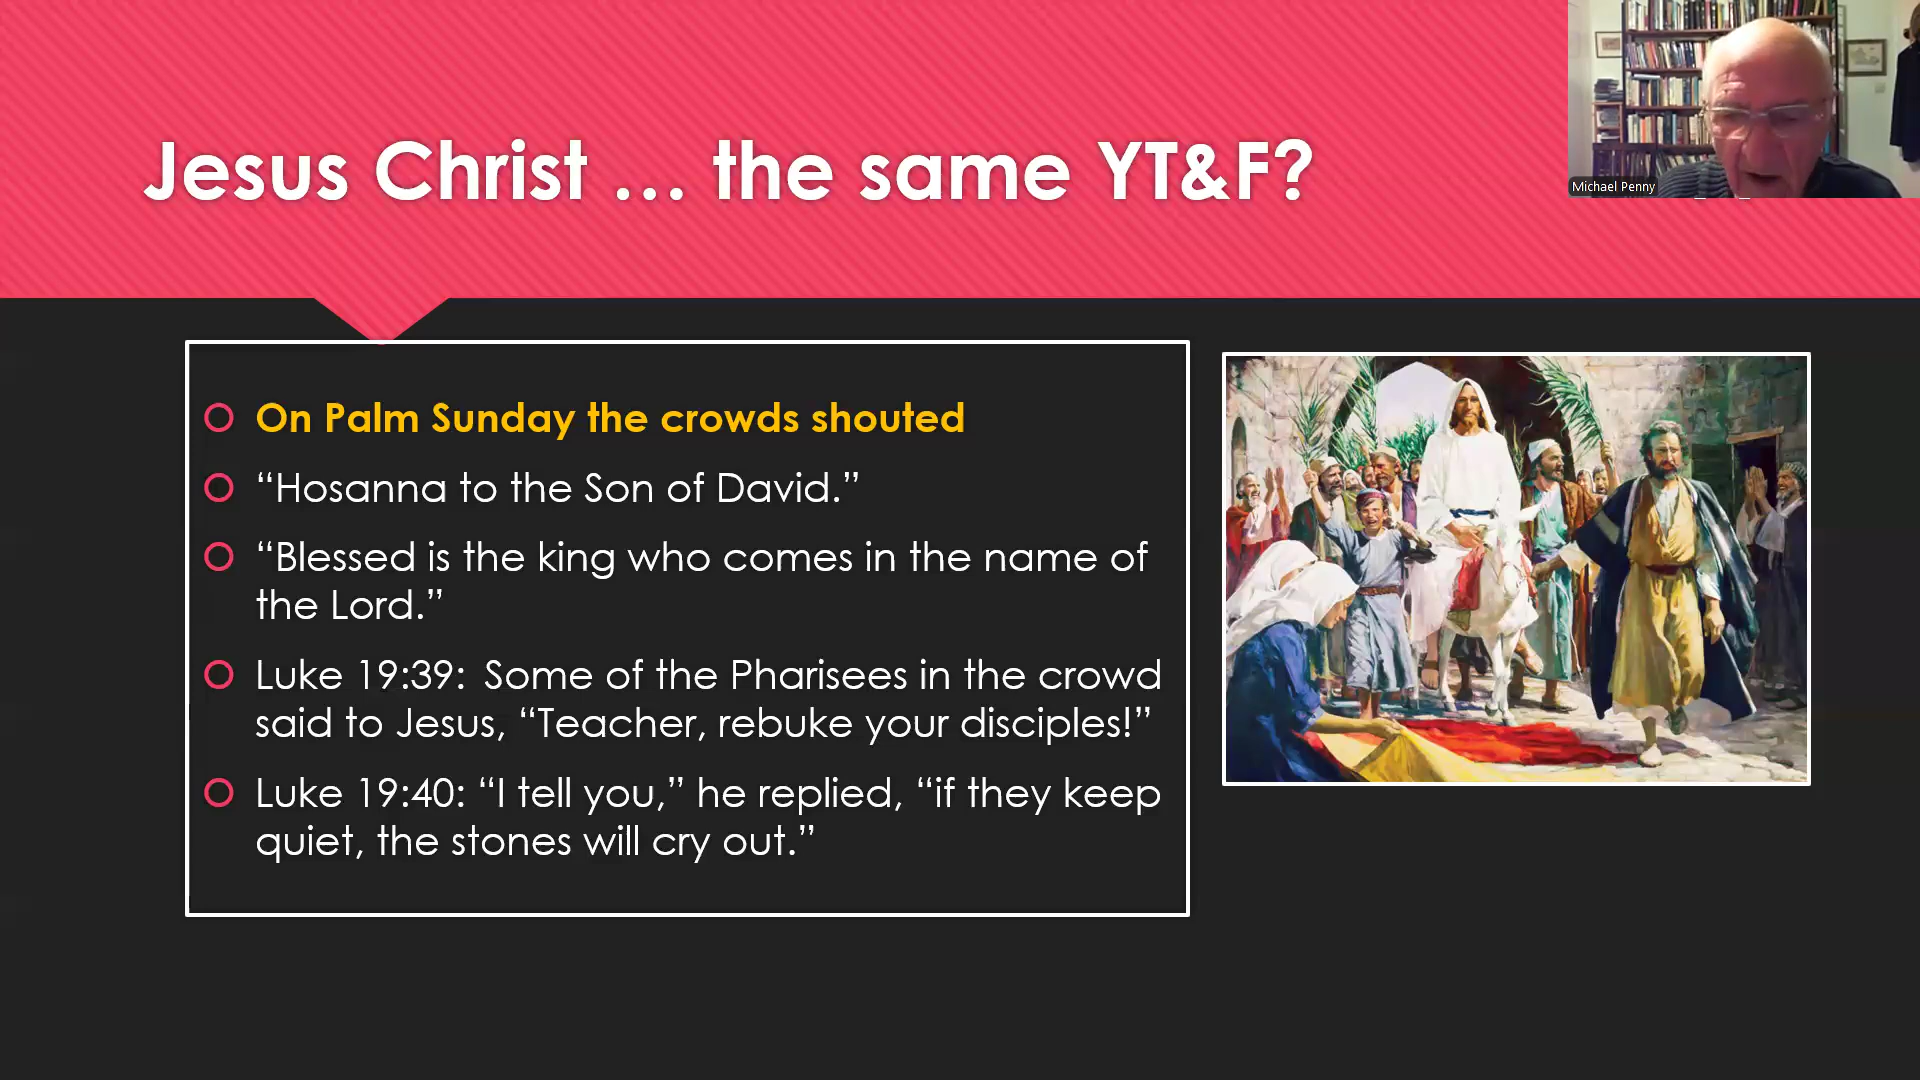 Jesus Christ … the same YT&F?
Michael Penny
On Palm Sunday the crowds shouted
“Hosanna to the Son of David.”
“Blessed is the king who comes in the name of
the Lord.”
Luke 19:39: Some of the Pharisees in the crowd
said to Jesus, “Teacher, rebuke your disciples!”
Luke 19:40: “I tell you,” he replied, “if they keep
quiet, the stones will cry out.”